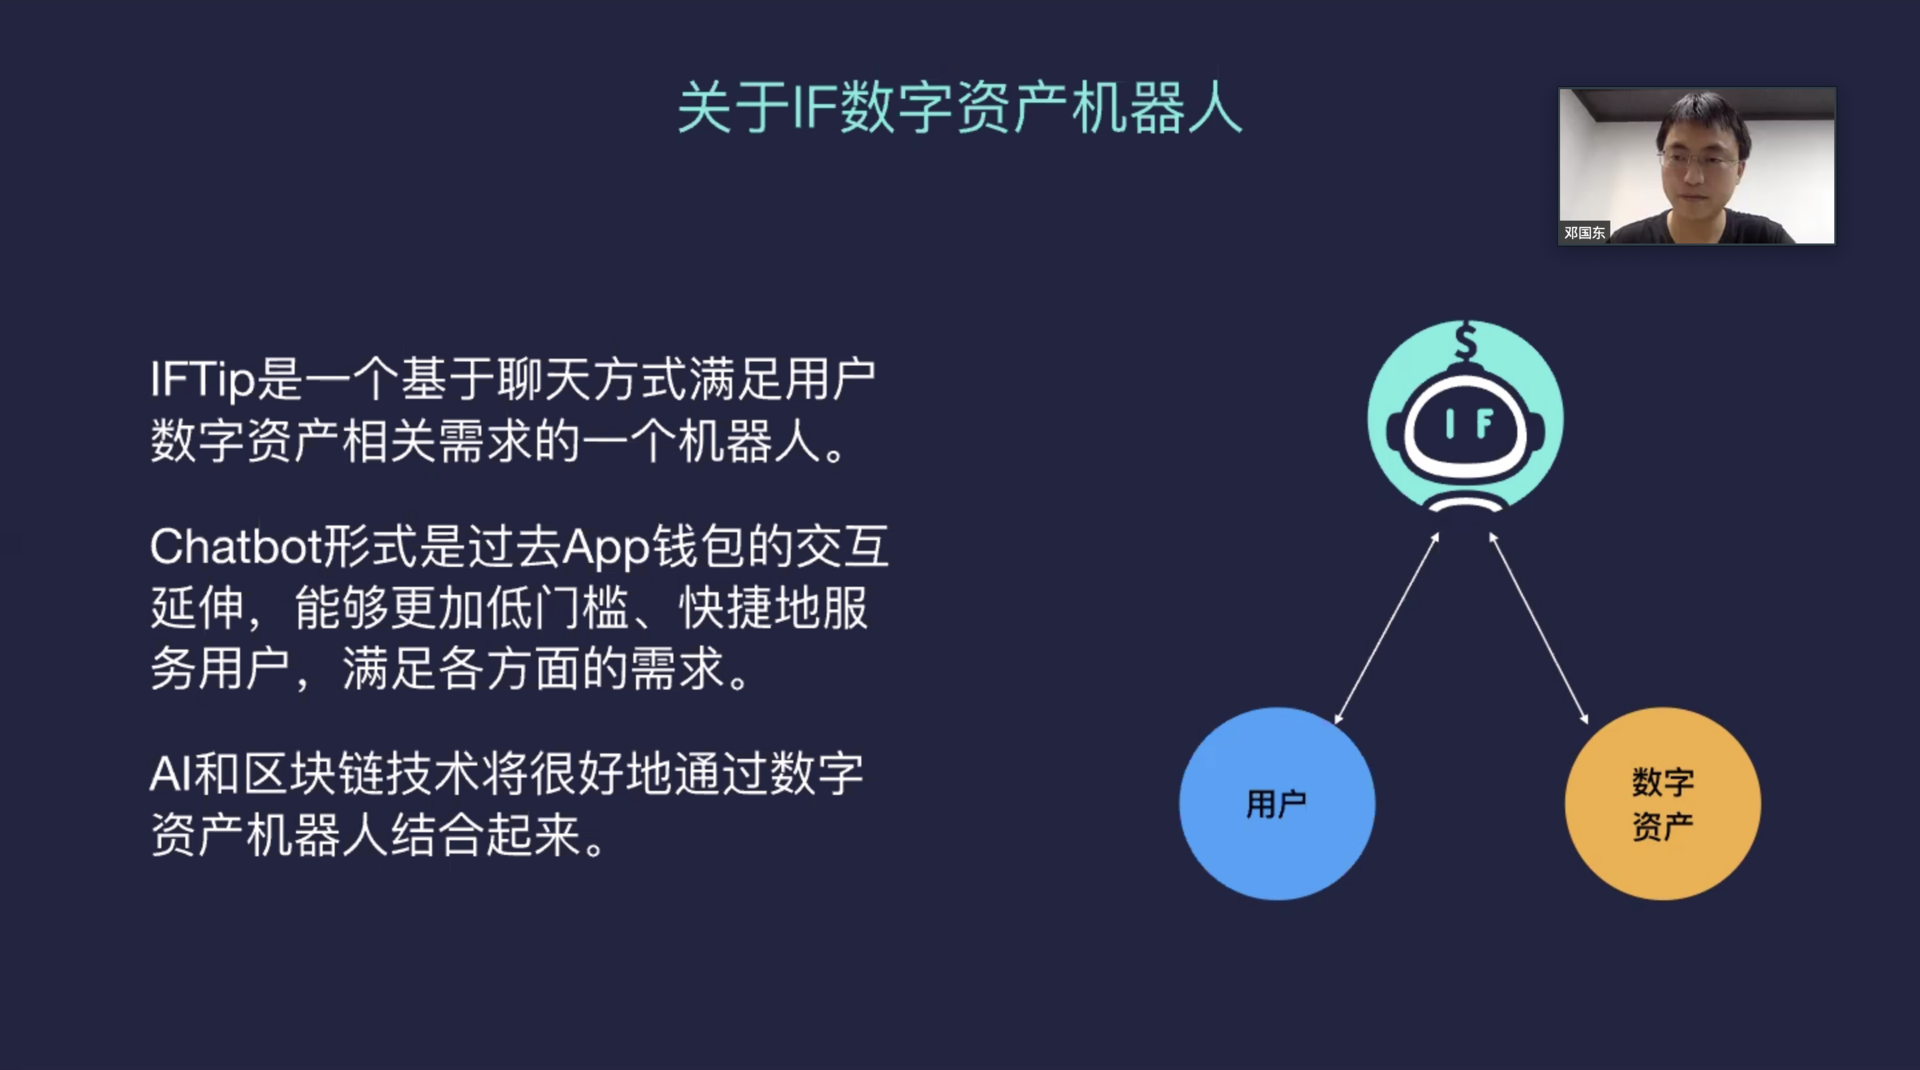 关于IF数字资产机器人
邓国东
IFTip是一个基于聊天方式满足用户
数字资产相关需求的一个机器人。
Chatbot形式是过去App钱包的交互
延伸，能够更加低门槛、快捷地服
务用户，满足各方面的需求。
AI和区块链技术将很好地通过数字
资产机器人结合起来。
$
IF
用户
数字
资产